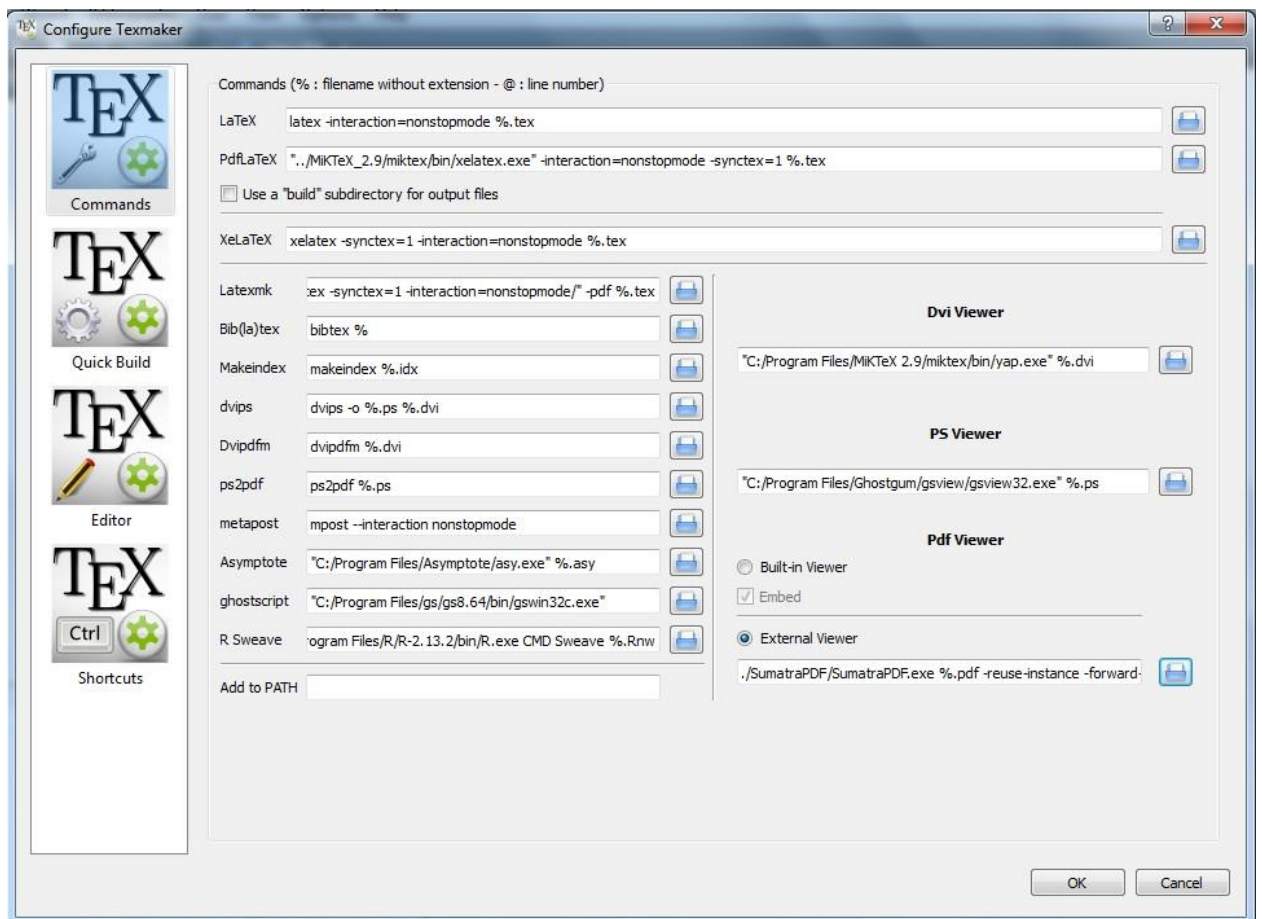 TEX Configure Texmaker
TEX
Commands
TEX
Quick Build
TEX
Editor
TEX
Ctrl
Shortcuts
Commands (% : filename without extension - @ : line number)
LaTeX latex -interaction=nonstopmode %.tex
PdfLaTeX "../MiKTeX_2.9/miktex/bin/xelatex.exe" -interaction=nonstopmode -synctex=1 %.tex
Use a "build" subdirectory for output files
XeLaTeX xelatex -synctex=1 -interaction=nonstopmode %.tex
Latexmk :ex -synctex=1 -interaction=nonstopmode/" -pdf %.tex
Bib(la)tex bibtex %
Makeindex makeindex %.idx
dvips dvips -o %.ps %.dvi
Dvipdfm dvipdfm %.dvi
ps2pdf ps2pdf %.ps
metapost mpost --interaction nonstopmode
Asymptote "C:/Program Files/Asymptote/asy.exe" %.asy
ghostscript "C:/Program Files/gs/gs8.64/bin/gswin32c.exe"
R Sweave rogram Files/R/R-2.13.2/bin/R.exe CMD Sweave %.Rnw
Add to PATH
Dvi Viewer
"C:/Program Files/MiKTeX 2.9/miktex/bin/yap.exe" %.dvi
PS Viewer
"C:/Program Files/Ghostgum/gsview/gsview32.exe" %.ps
Pdf Viewer
Built-in Viewer
Embed
External Viewer
./SumatraPDF/SumatraPDF.exe %.pdf -reuse-instance -forward-
OK Cancel